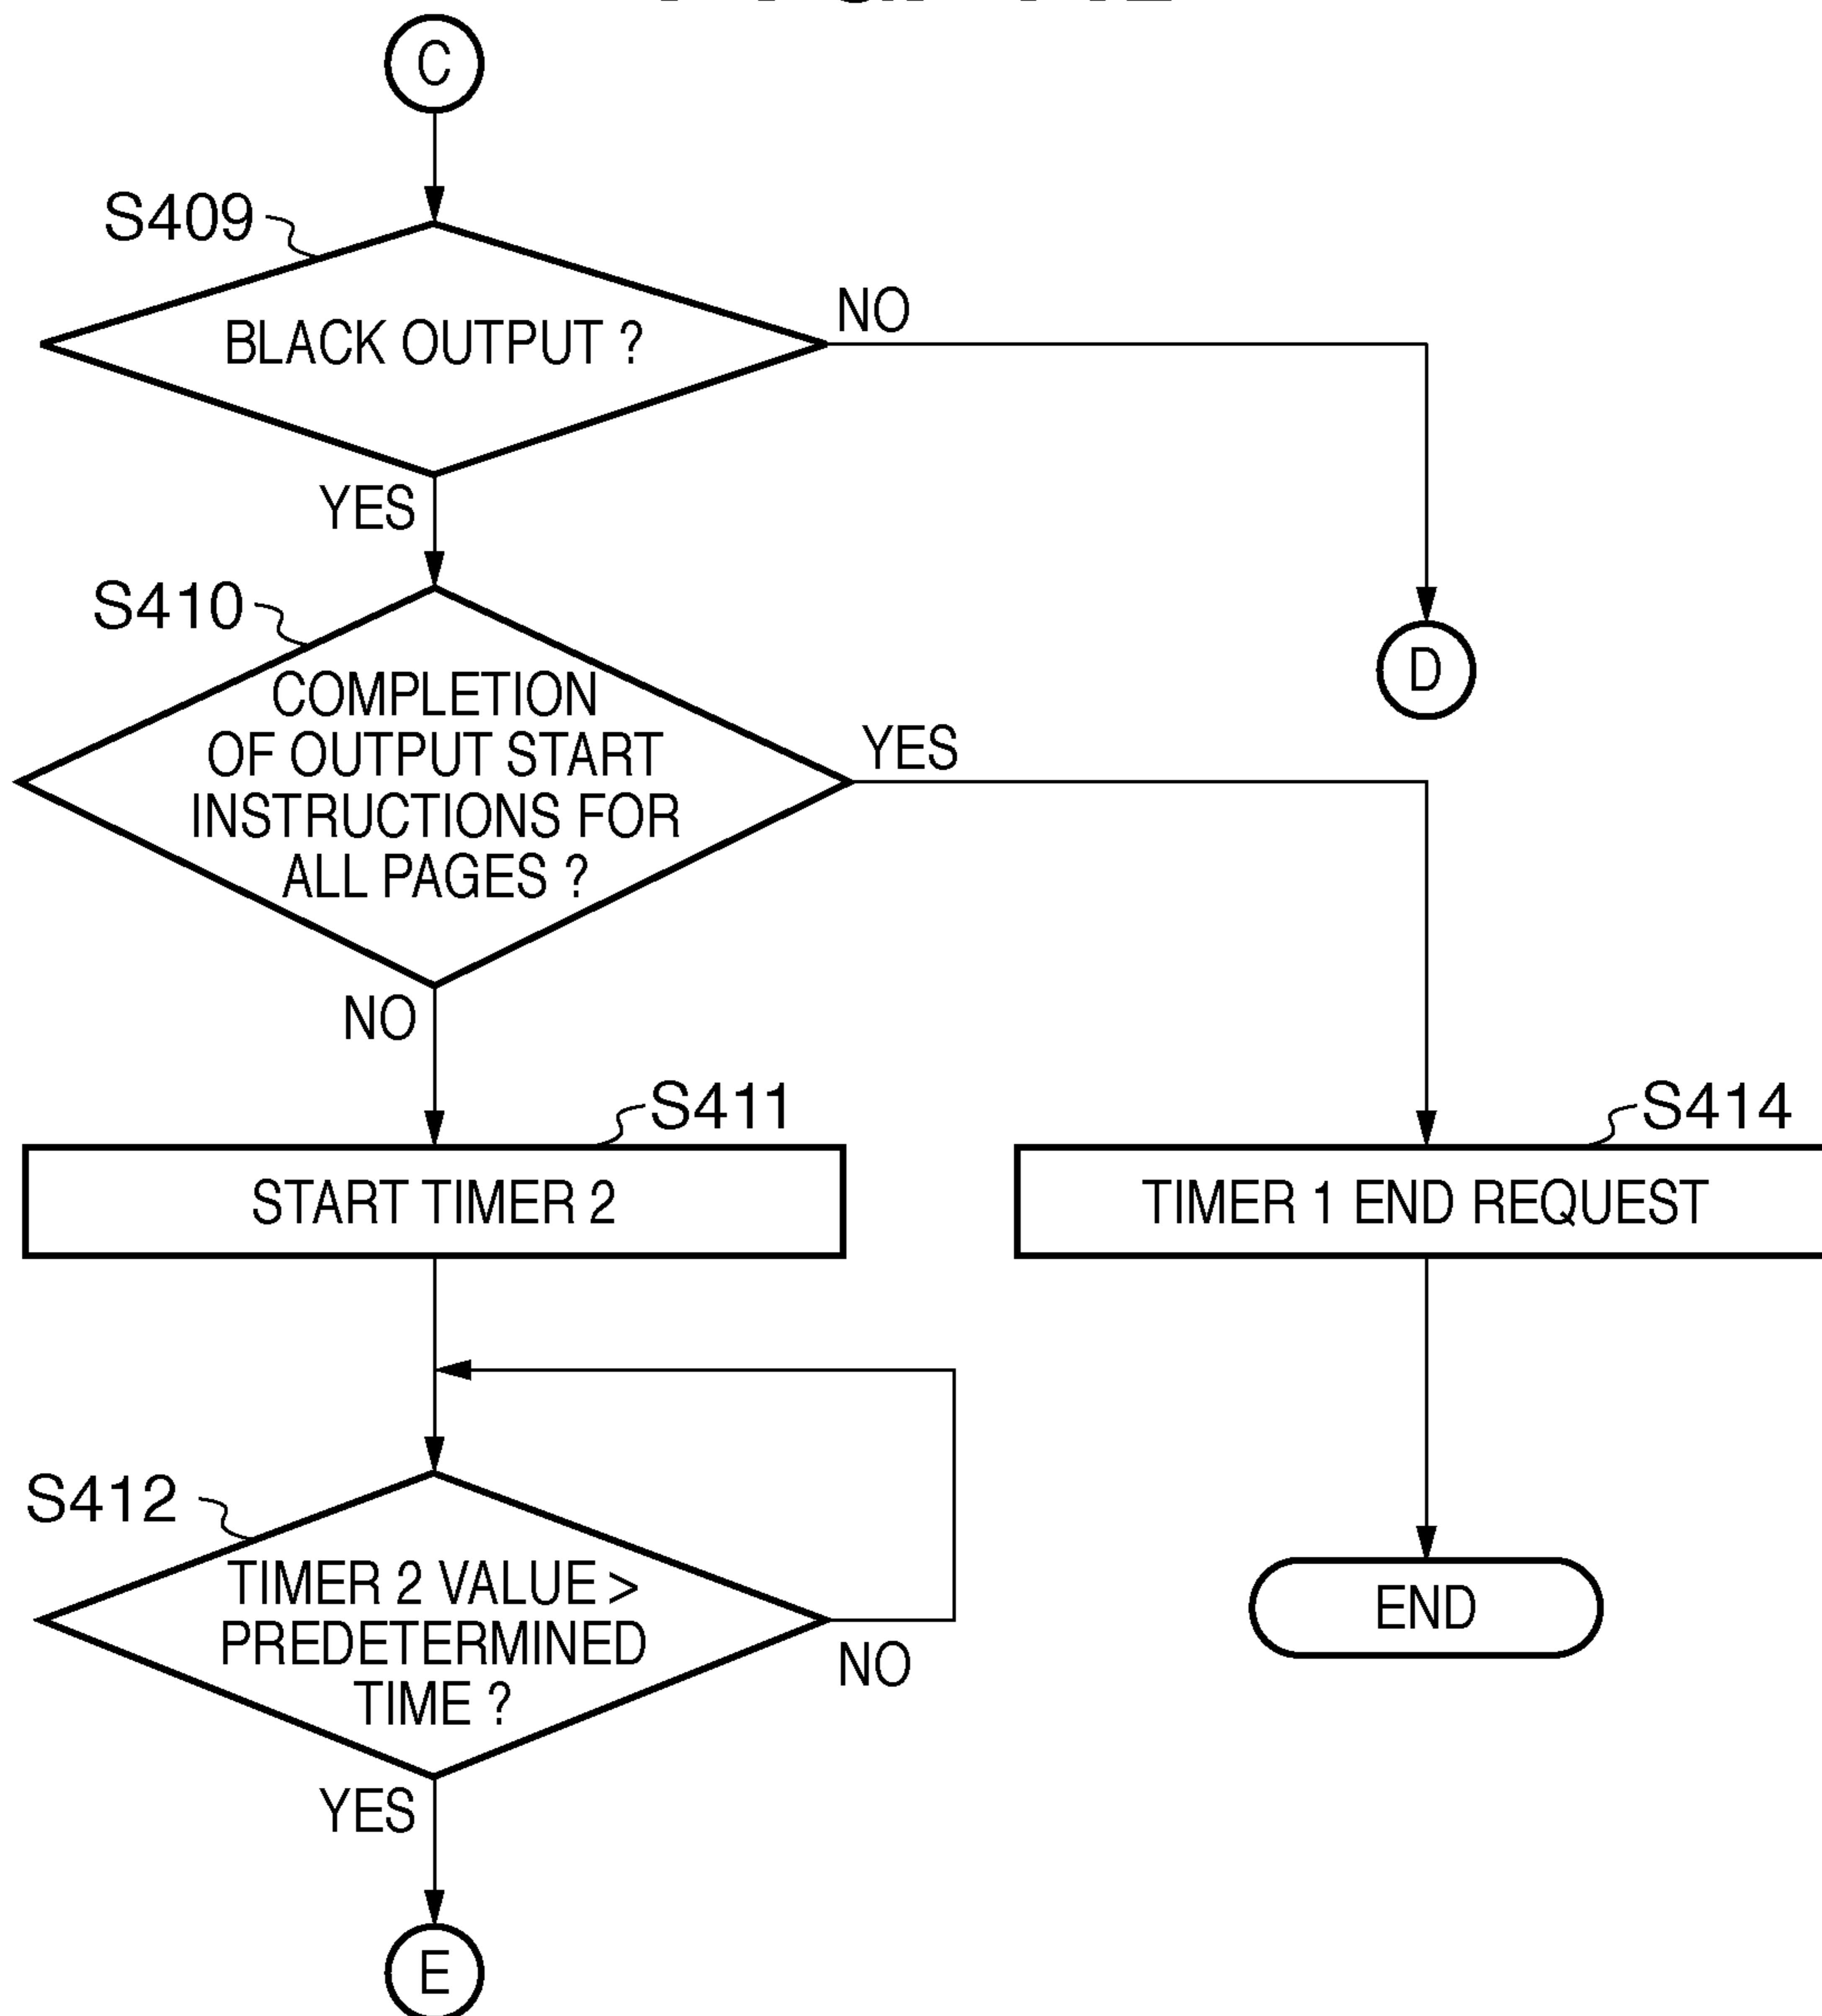 C
S409
BLACK OUTPUT ?
NO
YES
S410
COMPLETION
OF OUTPUT START
INSTRUCTIONS FOR
ALL PAGES ?
YES
D
NO
S411
START TIMER 2
S414
TIMER 1 END REQUEST
S412
TIMER 2 VALUE >
PREDETERMINED
TIME ?
NO
END
YES
E